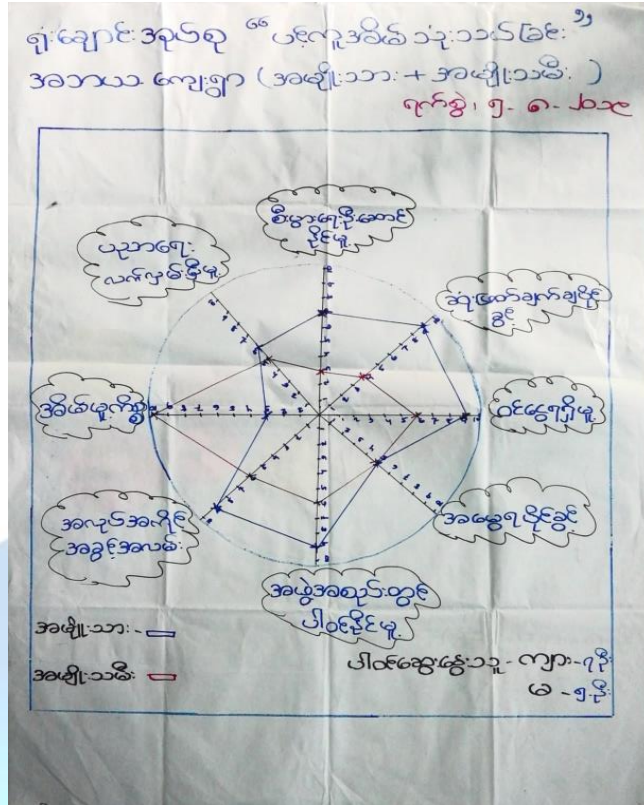 ရုံးချောင်းအုပ်စု “ပင့်ကူအိမ်သုံးသပ်ခြင်း”
အဘယကျေးရွာ (အမျိုးသား + အမျိုးသမီး)
ရက်စွဲ၊ ၅-၈-၂၀၁၉
စီးပွားရေးဦးဆောင်
နိုင်မှု
ပညာရေး
လက်လှမ်းမှီမှု
ဆုံးဖြတ်ချက်ချနိုင်
ခွင့်
အိမ်မှုကိစ္စ
ဝင်ငွေရရှိမှု
အလုပ်အကိုင်
အခွင့်အလမ်း
အမွေရပိုင်ခွင့်
အဖွဲ့အစည်းတွင်
ပါဝင်နိုင်မှု
အမျိုးသား -
အမျိုးသမီး
ပါဝင်ဆွေးနွေးသူ - ကျား - ၇ဦး
မ - ၅ဦး